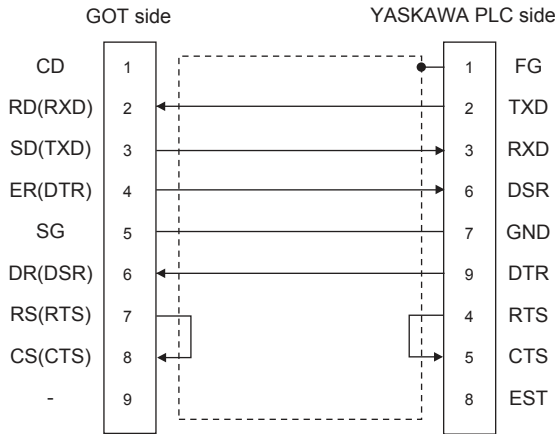 GOT side YASKAWA PLC side
CD 1 1 FG
RD(RXD) 2 2 TXD
SD(TXD) 3 3 RXD
ER(DTR) 4 6 DSR
SG 5 7 GND
DR(DSR) 6 9 DTR
RS(RTS) 7 4 RTS
CS(CTS) 8 5 CTS
- 9 8 EST